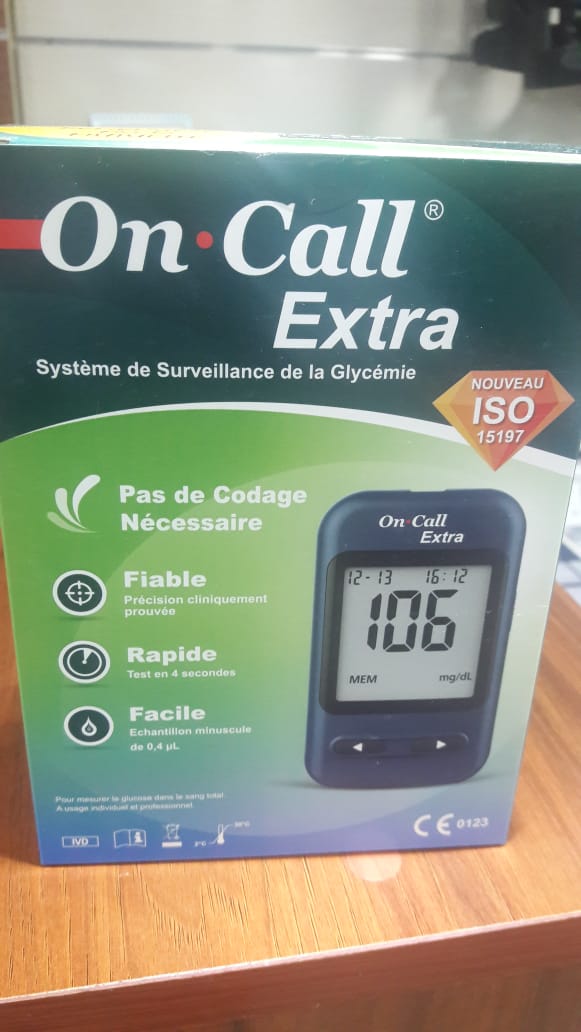 On·Call®
Extra
Système de Surveillance de la Glycémie
NOUVEAU
ISO
15197
Pas de Codage
Nécessaire
Fiable
Précision cliniquement
prouvée
Rapide
Test en 4 secondes
Facile
Echantillon minuscule
de 0,4 µL
On·Call
Extra
12-13 16:12
106
MEM mg/dL
Pour mesurer le glucose dans le sang total.
A usage individuel et professionnel.
IVD
2°C
CE 0123